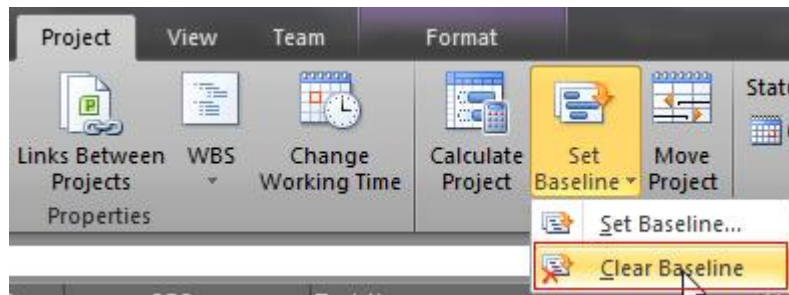 Project View Team Format
Links Between Projects
WBS
Change Working Time
Calculate Project
Set Baseline
Move Project
Properties
Set Baseline...
Clear Baseline